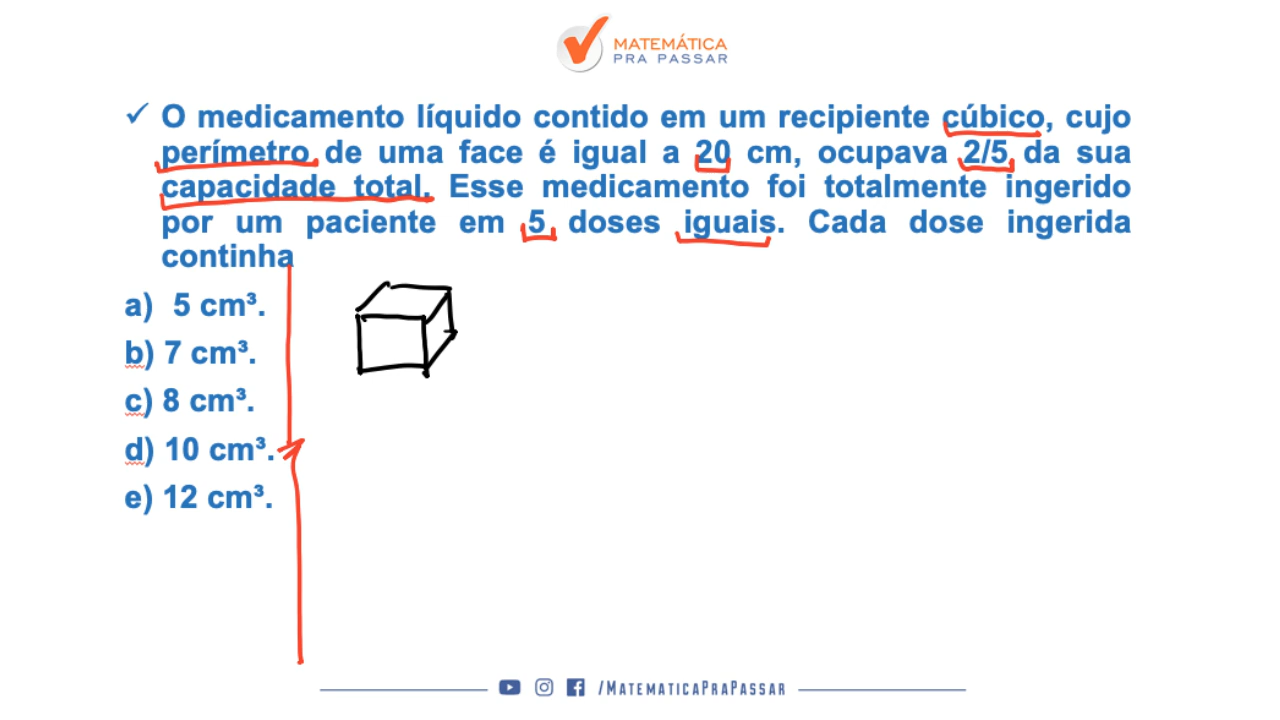 MATEMÁTICA
PRA PASSAR
✓ O medicamento líquido contido em um recipiente cúbico, cujo
perímetro de uma face é igual a 20 cm, ocupava 2/5 da sua
capacidade total. Esse medicamento foi totalmente ingerido
por um paciente em 5 doses iguais. Cada dose ingerida
continha
a) 5 cm³.
b) 7 cm³.
c) 8 cm³.
d) 10 cm³.
e) 12 cm³.
/MATEMATICAPRAPASSAR